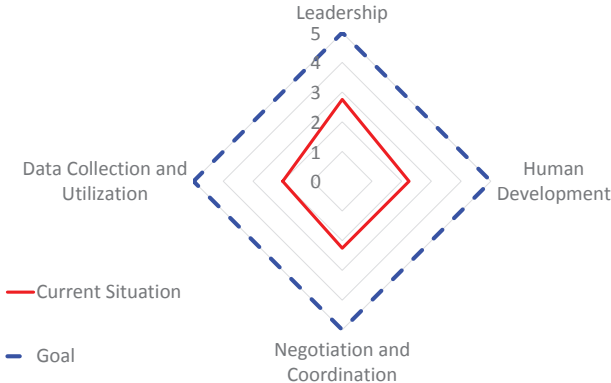 Leadership
5
4
3
2
1
0
Data Collection and
Utilization
Human
Development
Current Situation
Goal
Negotiation and
Coordination